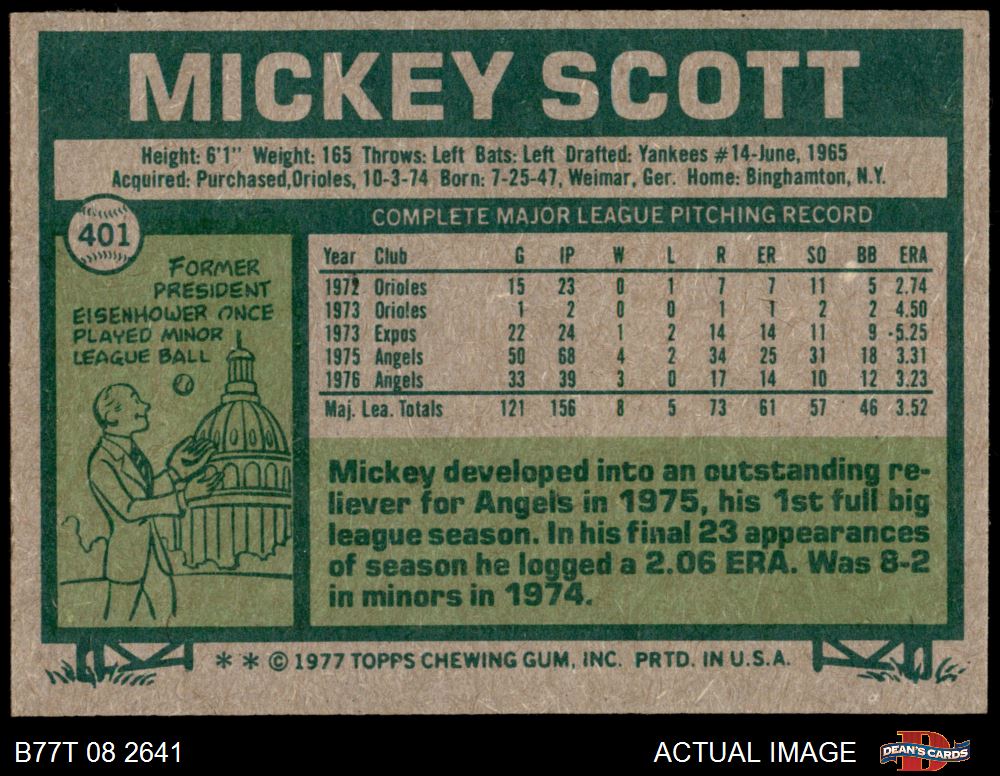 MICKEY SCOTT
Height: 6'1" Weight: 165 Throws: Left Bats: Left Drafted: Yankees #14-June, 1965
Acquired: Purchased,Orioles, 10-3-74 Born: 7-25-47, Weimar, Ger. Home: Binghamton, N.Y.
401
FORMER
PRESIDENT
EISENHOWER ONCE
PLAYED MINOR
LEAGUE BALL
COMPLETE MAJOR LEAGUE PITCHING RECORD
Year Club G IP W L R ER SO BB ERA
1972 Orioles 15 23 0 1 7 7 11 5 2.74
1973 Orioles 1 2 0 0 1 1 2 2 4.50
1973 Expos 22 24 1 2 14 14 11 9 5.25
1975 Angels 50 68 4 2 34 25 31 18 3.31
1976 Angels 33 39 3 0 17 14 10 12 3.23
Maj. Lea. Totals 121 156 8 5 73 61 57 46 3.52
Mickey developed into an outstanding re-
liever for Angels in 1975, his 1st full big
league season. In his final 23 appearances
of season he logged a 2.06 ERA. Was 8-2
in minors in 1974.
* * © 1977 TOPPS CHEWING GUM, INC. PRTD. IN U.S.A.
B77T 08 2641 ACTUAL IMAGE DEAN'S CARDS